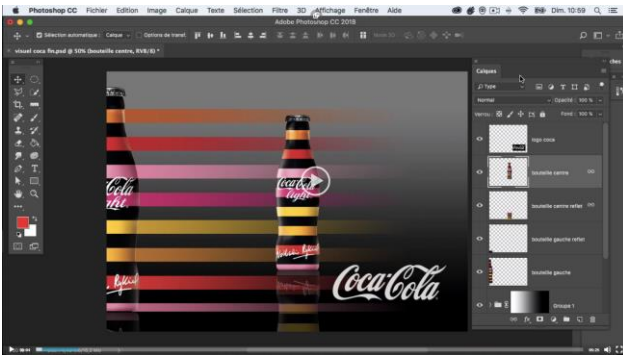 Photoshop CC Fichier Edition Image Calque Texte Sélection Filtre 3D Affichage Fenêtre Aide Dim. 10:59
Adobe Photoshop CC 2018
Sélection automatique : Calque Options de transf.
visuel coca fin.psd @ 50% (bouteille centre, RVB/8) *
Calques
Type
Normal Opacité : 100 %
Verrou : Fond : 100 %
logo coca
bouteille centre
bouteille centre reflet
bouteille gauche reflet
bouteille gauche
Groupe 1
Coca-Cola
light
Coca-Cola